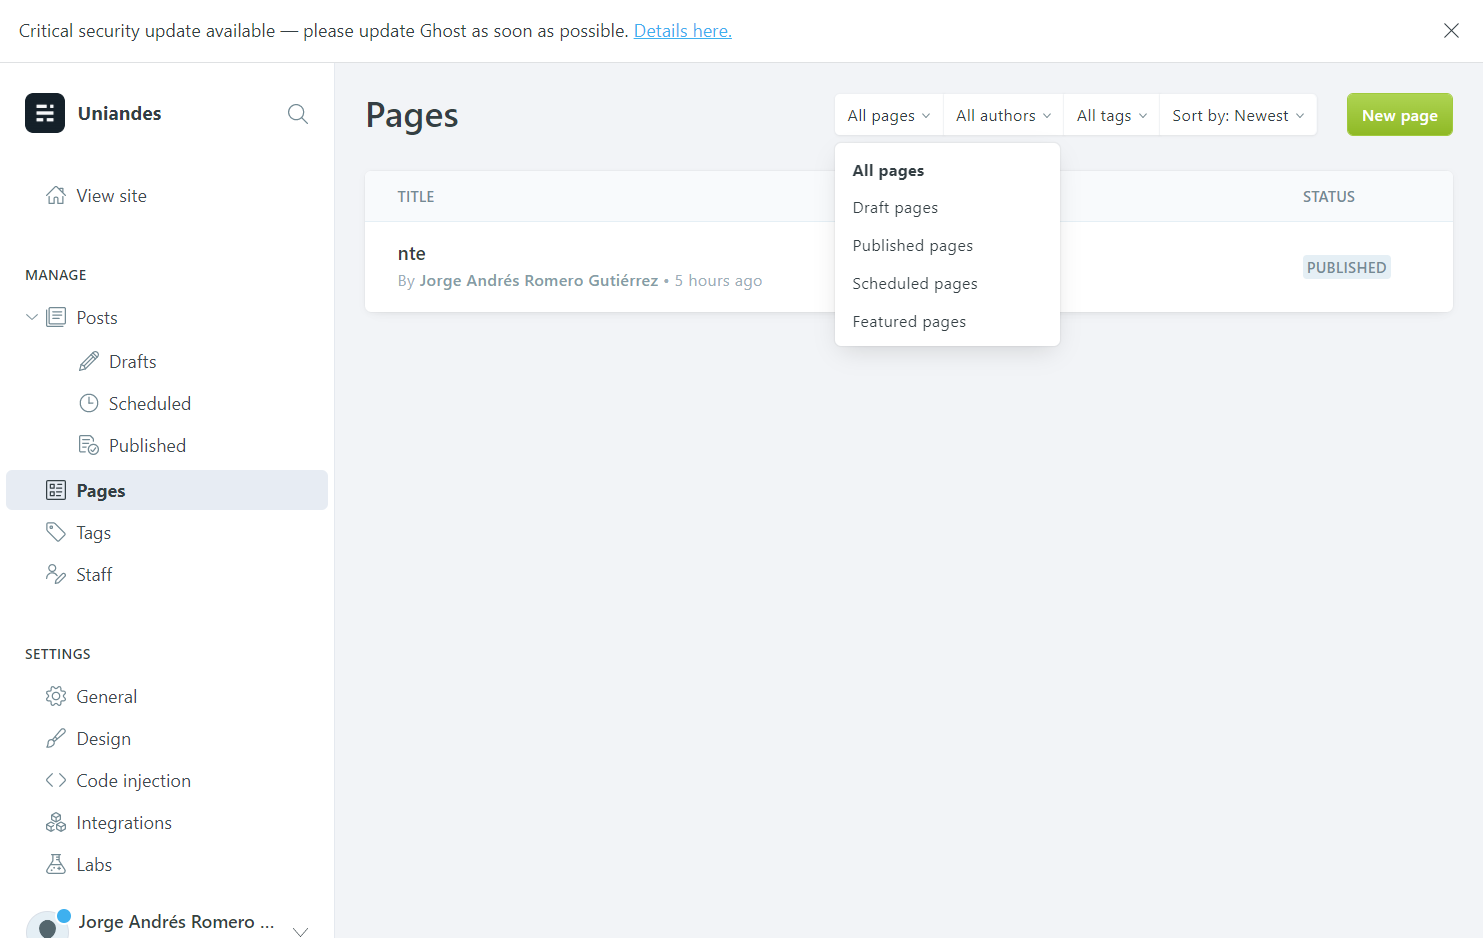 Critical security update available — please update Ghost as soon as possible. Details here.
Uniandes
View site
MANAGE
Posts
Drafts
Scheduled
Published
Pages
Tags
Staff
SETTINGS
General
Design
Code injection
Integrations
Labs
Jorge Andrés Romero ...
Pages
All pages
All authors
All tags
Sort by: Newest
New page
All pages
Draft pages
Published pages
Scheduled pages
Featured pages
TITLE
STATUS
nte
By Jorge Andrés Romero Gutiérrez • 5 hours ago
PUBLISHED